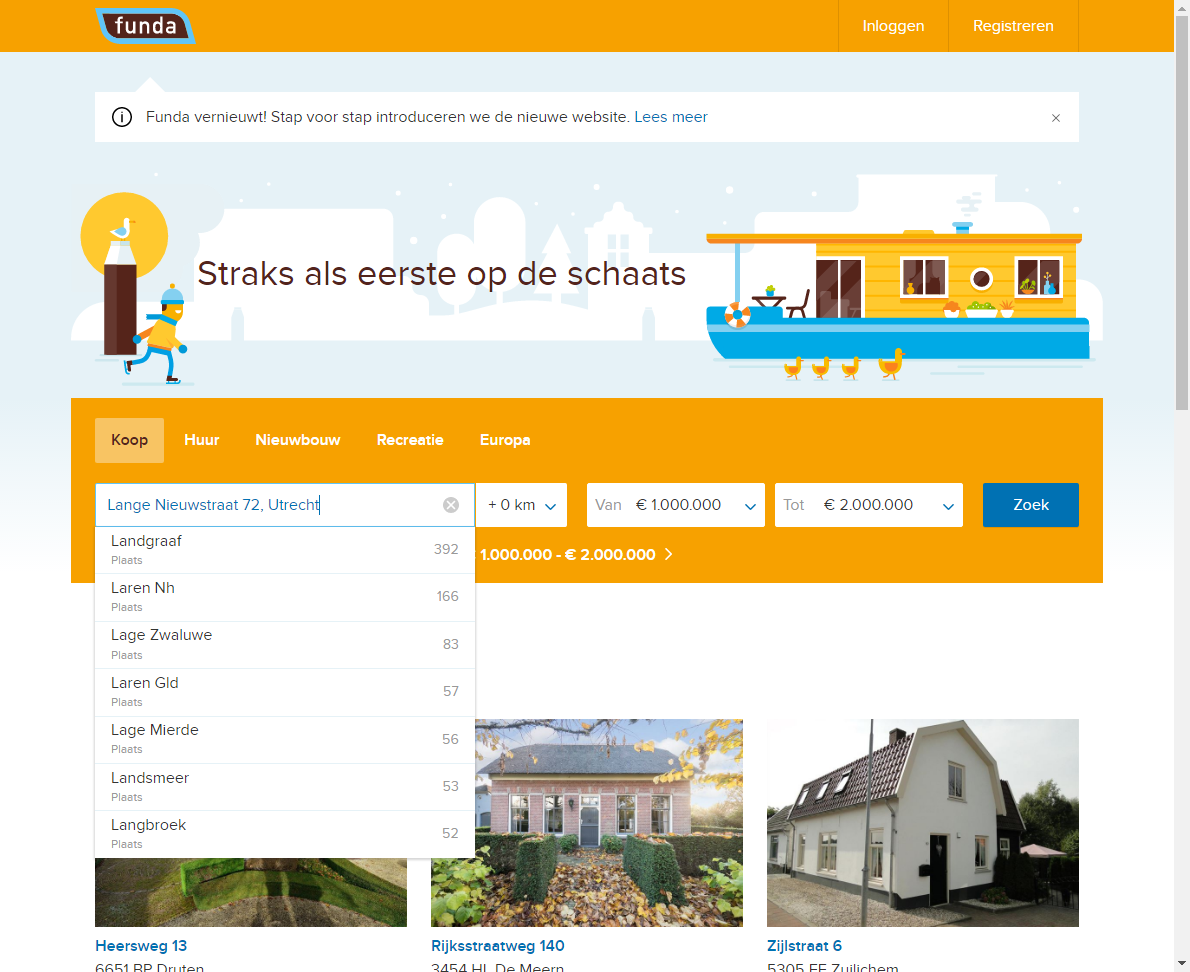 funda
Inloggen
Registreren
Funda vernieuwt! Stap voor stap introduceren we de nieuwe website. Lees meer
Straks als eerste op de schaats
Koop
Huur
Nieuwbouw
Recreatie
Europa
Lange Nieuwstraat 72, Utrecht
+ 0 km
Van € 1.000.000
Tot € 2.000.000
Zoek
1.000.000 - € 2.000.000
Landgraaf
Plaats
392
Laren Nh
Plaats
166
Lage Zwaluwe
Plaats
83
Laren Gld
Plaats
57
Lage Mierde
Plaats
56
Landsmeer
Plaats
53
Langbroek
Plaats
52
Heersweg 13
6651 BP Druten
Rijksstraatweg 140
3454 HL De Meern
Zijlstraat 6
5305 EE Zuilichem